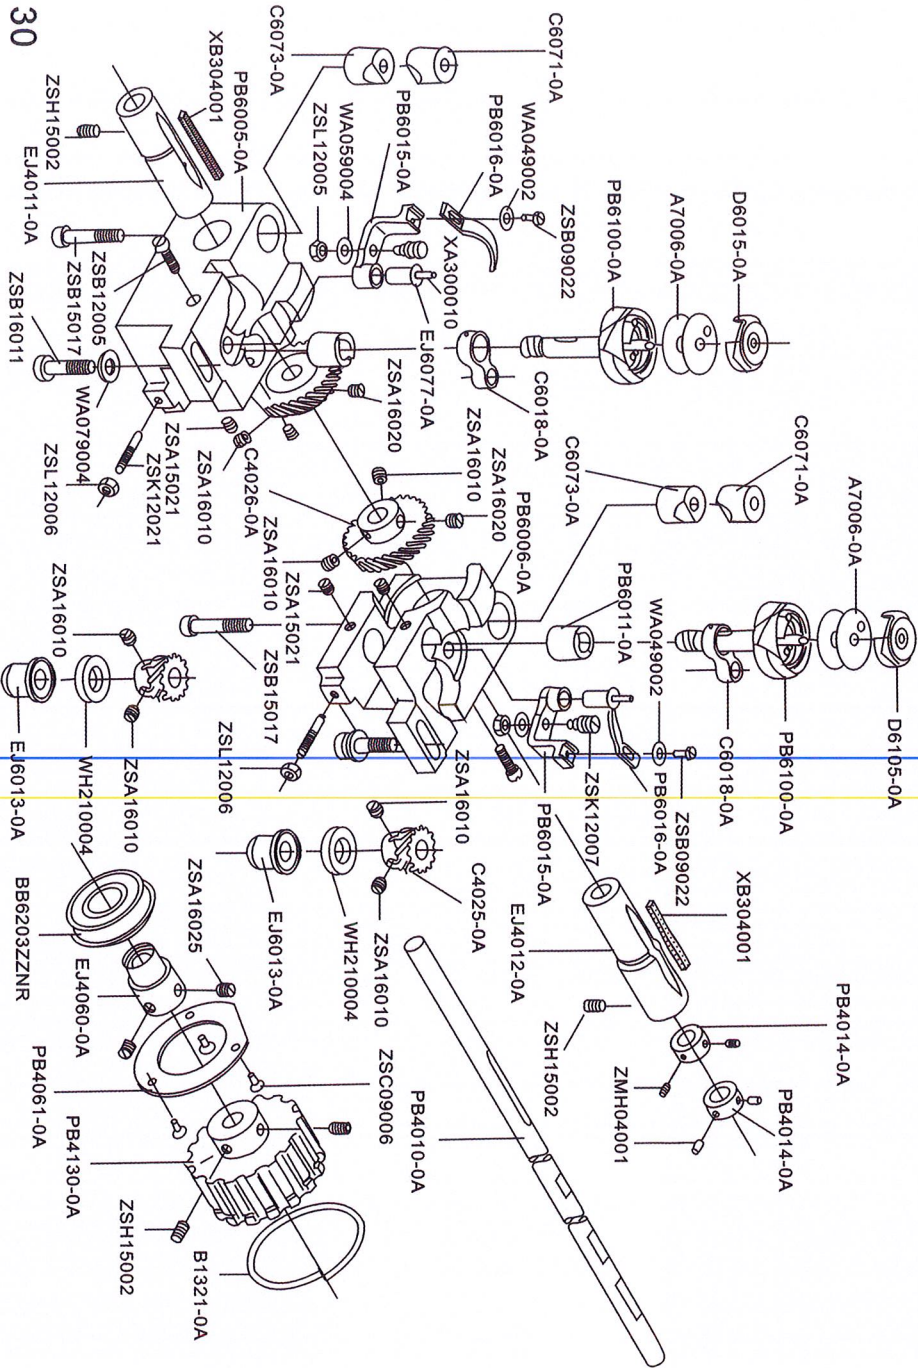 30
C6073-0A
C6071-0A
XB304001
PB6005-0A
ZSH15002
EJ4011-0A
ZSL12005
WA059004
PB6015-0A
PB6016-0A
WA049002
ZSB09022
PB6100-0A
A7006-0A
D6015-0A
XA300010
EJ6077-0A
C6018-0A
ZSB12005
ZSB15017
ZSB16011
WA079004
ZSL12006
ZSK12021
ZSA15021
ZSA16010
C4026-0A
ZSA16020
ZSA16010
ZSA16020
PB6006-0A
C6073-0A
C6071-0A
A7006-0A
D6105-0A
PB6100-0A
C6018-0A
ZSB09022
PB6016-0A
WA049002
PB6011-0A
ZSK12007
PB6015-0A
ZSA16010
ZSA15021
ZSB15017
ZSL12006
ZSA16010
ZSA16010
WH210004
EJ6013-0A
ZSA16010
C4025-0A
ZSA16010
WH210004
EJ6013-0A
EJ4012-0A
XB304001
ZSH15002
PB4014-0A
ZMH04001
PB4014-0A
BB6203ZZNR
EJ4060-0A
ZSA16025
PB4061-0A
ZSC09006
PB4010-0A
PB4130-0A
ZSH15002
B1321-0A